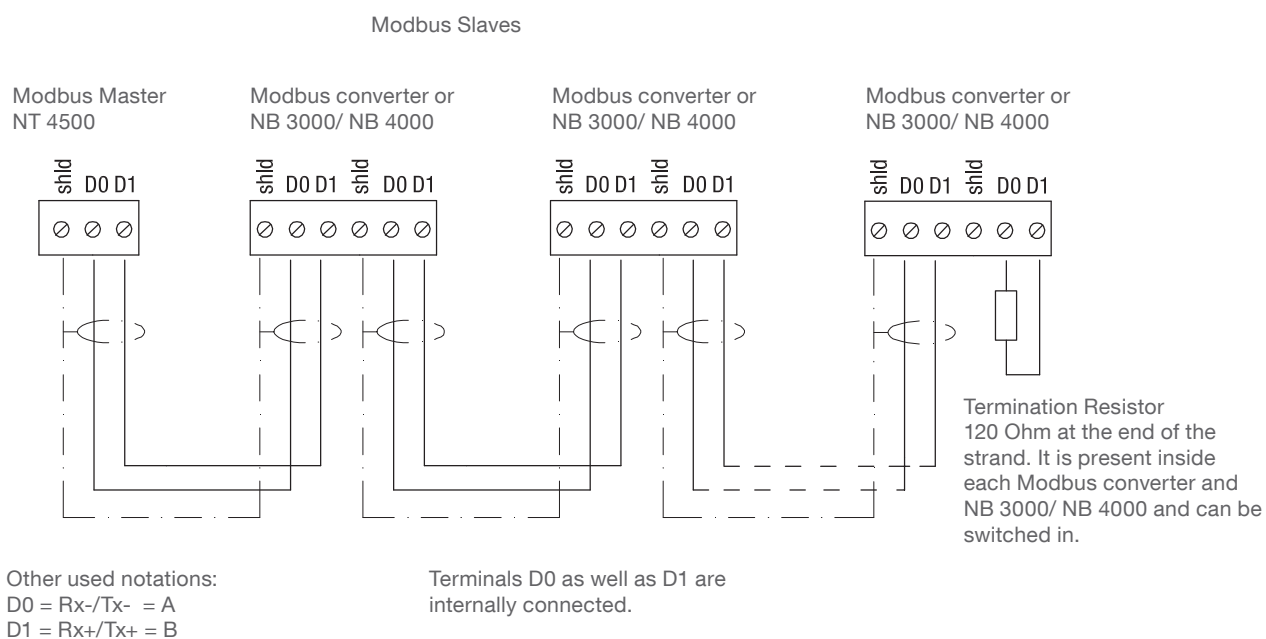 Modbus Slaves
Modbus Master
NT 4500
Modbus converter or
NB 3000/ NB 4000
Modbus converter or
NB 3000/ NB 4000
Modbus converter or
NB 3000/ NB 4000
shld D0 D1
shld D0 D1 shld D0 D1
shld D0 D1 shld D0 D1
shld D0 D1 shld D0 D1
Termination Resistor
120 Ohm at the end of the
strand. It is present inside
each Modbus converter and
NB 3000/ NB 4000 and can be
switched in.
Other used notations:
D0 = Rx-/Tx- = A
D1 = Rx+/Tx+ = B
Terminals D0 as well as D1 are
internally connected.